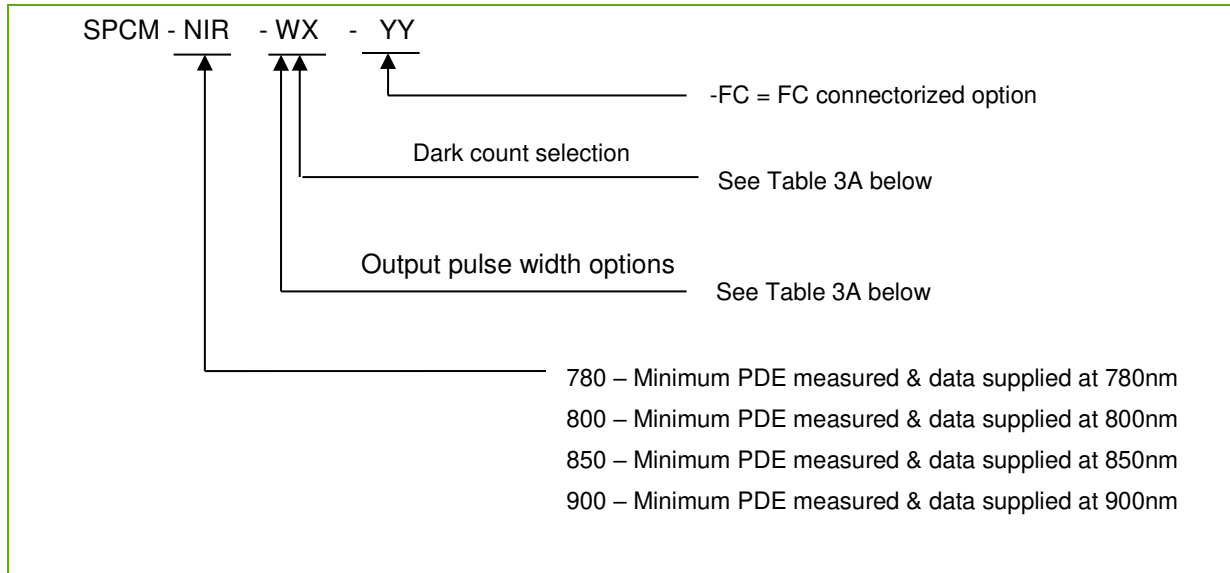 SPCM - NIR - WX - YY
-FC = FC connectorized option
Dark count selection
See Table 3A below
Output pulse width options
See Table 3A below
780 – Minimum PDE measured & data supplied at 780nm
800 – Minimum PDE measured & data supplied at 800nm
850 – Minimum PDE measured & data supplied at 850nm
900 – Minimum PDE measured & data supplied at 900nm